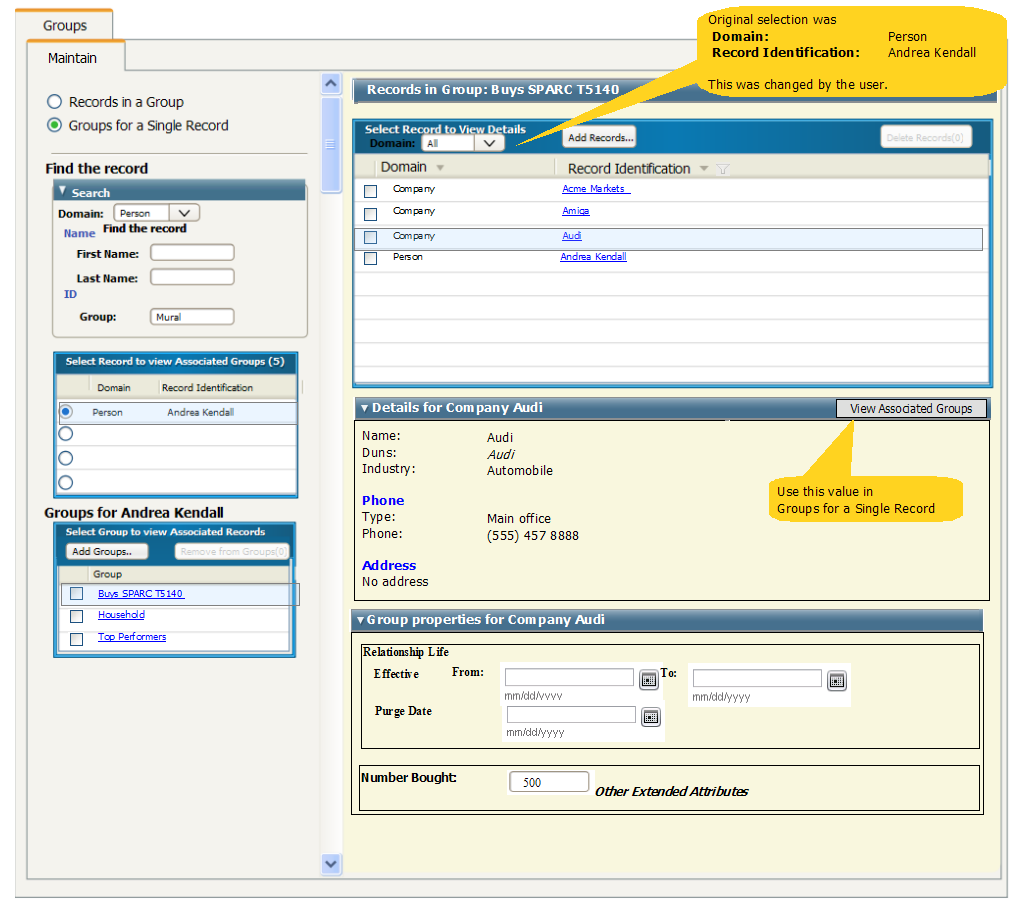 Groups
Maintain
Records in a Group
Groups for a Single Record
Find the record
Search
Domain: Person
Name Find the record
First Name:
Last Name:
ID
Group: Mural
Select Record to view Associated Groups (5)
Domain Record Identification
Person Andrea Kendall
Groups for Andrea Kendall
Select Group to view Associated Records
Add Groups.. Remove from Groups(0)
Group
Buys SPARC T5140
Household
Top Performers
Original selection was
Domain: Person
Record Identification: Andrea Kendall
This was changed by the user.
Records in Group: Buys SPARC T5140
Select Record to View Details
Domain: All Add Records... Delete Records(0)
Domain Record Identification
Company Acme Markets
Company Amiga
Company Audi
Person Andrea Kendall
Details for Company Audi View Associated Groups
Name: Audi
Duns: Audi
Industry: Automobile
Phone
Type: Main office
Phone: (555) 457 8888
Address
No address
Use this value in
Groups for a Single Record
Group properties for Company Audi
Relationship Life
Effective From: To:
mm/dd/yyyy mm/dd/yyyy
Purge Date
mm/dd/yyyy
Number Bought: 500 Other Extended Attributes